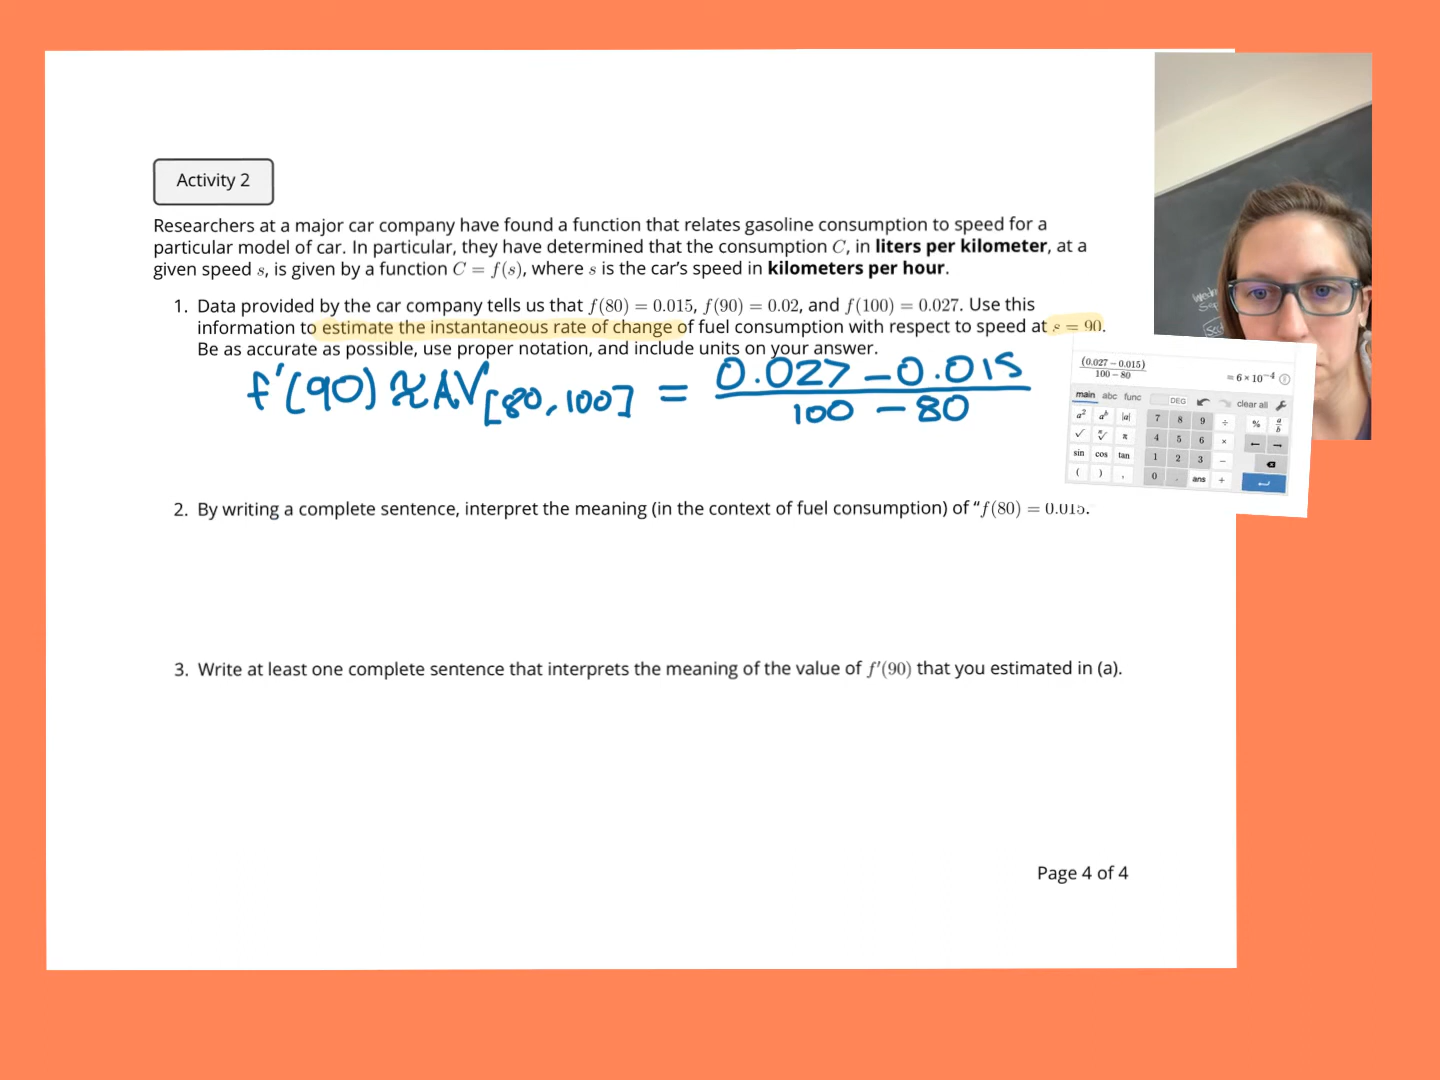 Activity 2
Researchers at a major car company have found a function that relates gasoline consumption to speed for a
particular model of car. In particular, they have determined that the consumption C, in liters per kilometer, at a
given speed s, is given by a function C = f(s), where s is the car's speed in kilometers per hour.
1. Data provided by the car company tells us that f(80) = 0.015, f(90) = 0.02, and f(100) = 0.027. Use this
information to estimate the instantaneous rate of change of fuel consumption with respect to speed at s = 90.
Be as accurate as possible, use proper notation, and include units on your answer.
f'(90) ≈ AV[80,100] = (0.027 − 0.015)/(100 − 80)
(0.027 − 0.015)
100 − 80
= 6 × 10⁻⁴
main abc func DEG clear all
a² aᵇ |a| 7 8 9 ÷ % a/b
√ ⁿ√ π 4 5 6 × ← →
sin cos tan 1 2 3 −
( ) , 0 . ans +
2. By writing a complete sentence, interpret the meaning (in the context of fuel consumption) of "f(80) = 0.015.
3. Write at least one complete sentence that interprets the meaning of the value of f'(90) that you estimated in (a).
Page 4 of 4